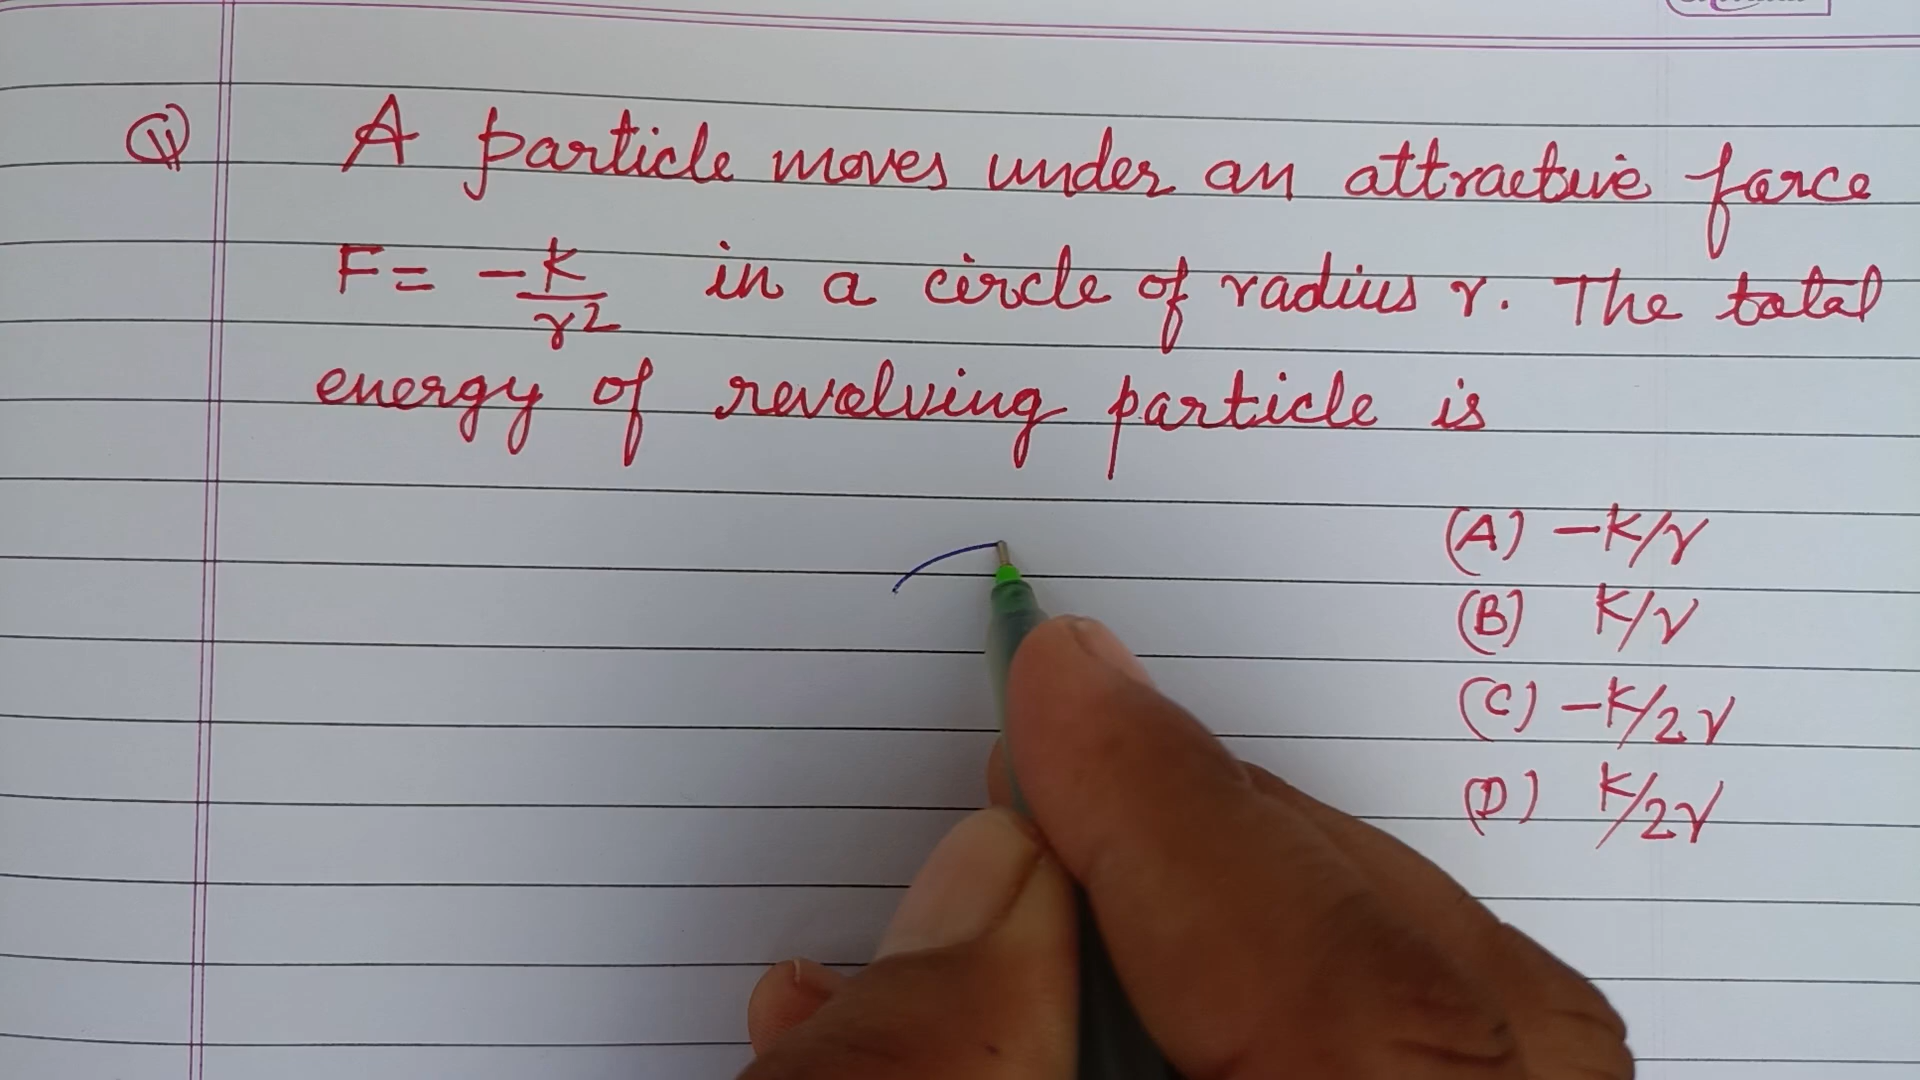 Q A particle moves under an attractive force
F = -K/r² in a circle of radius r. The total
energy of revolving particle is
(A) -K/r
(B) K/r
(C) -K/2r
(D) K/2r